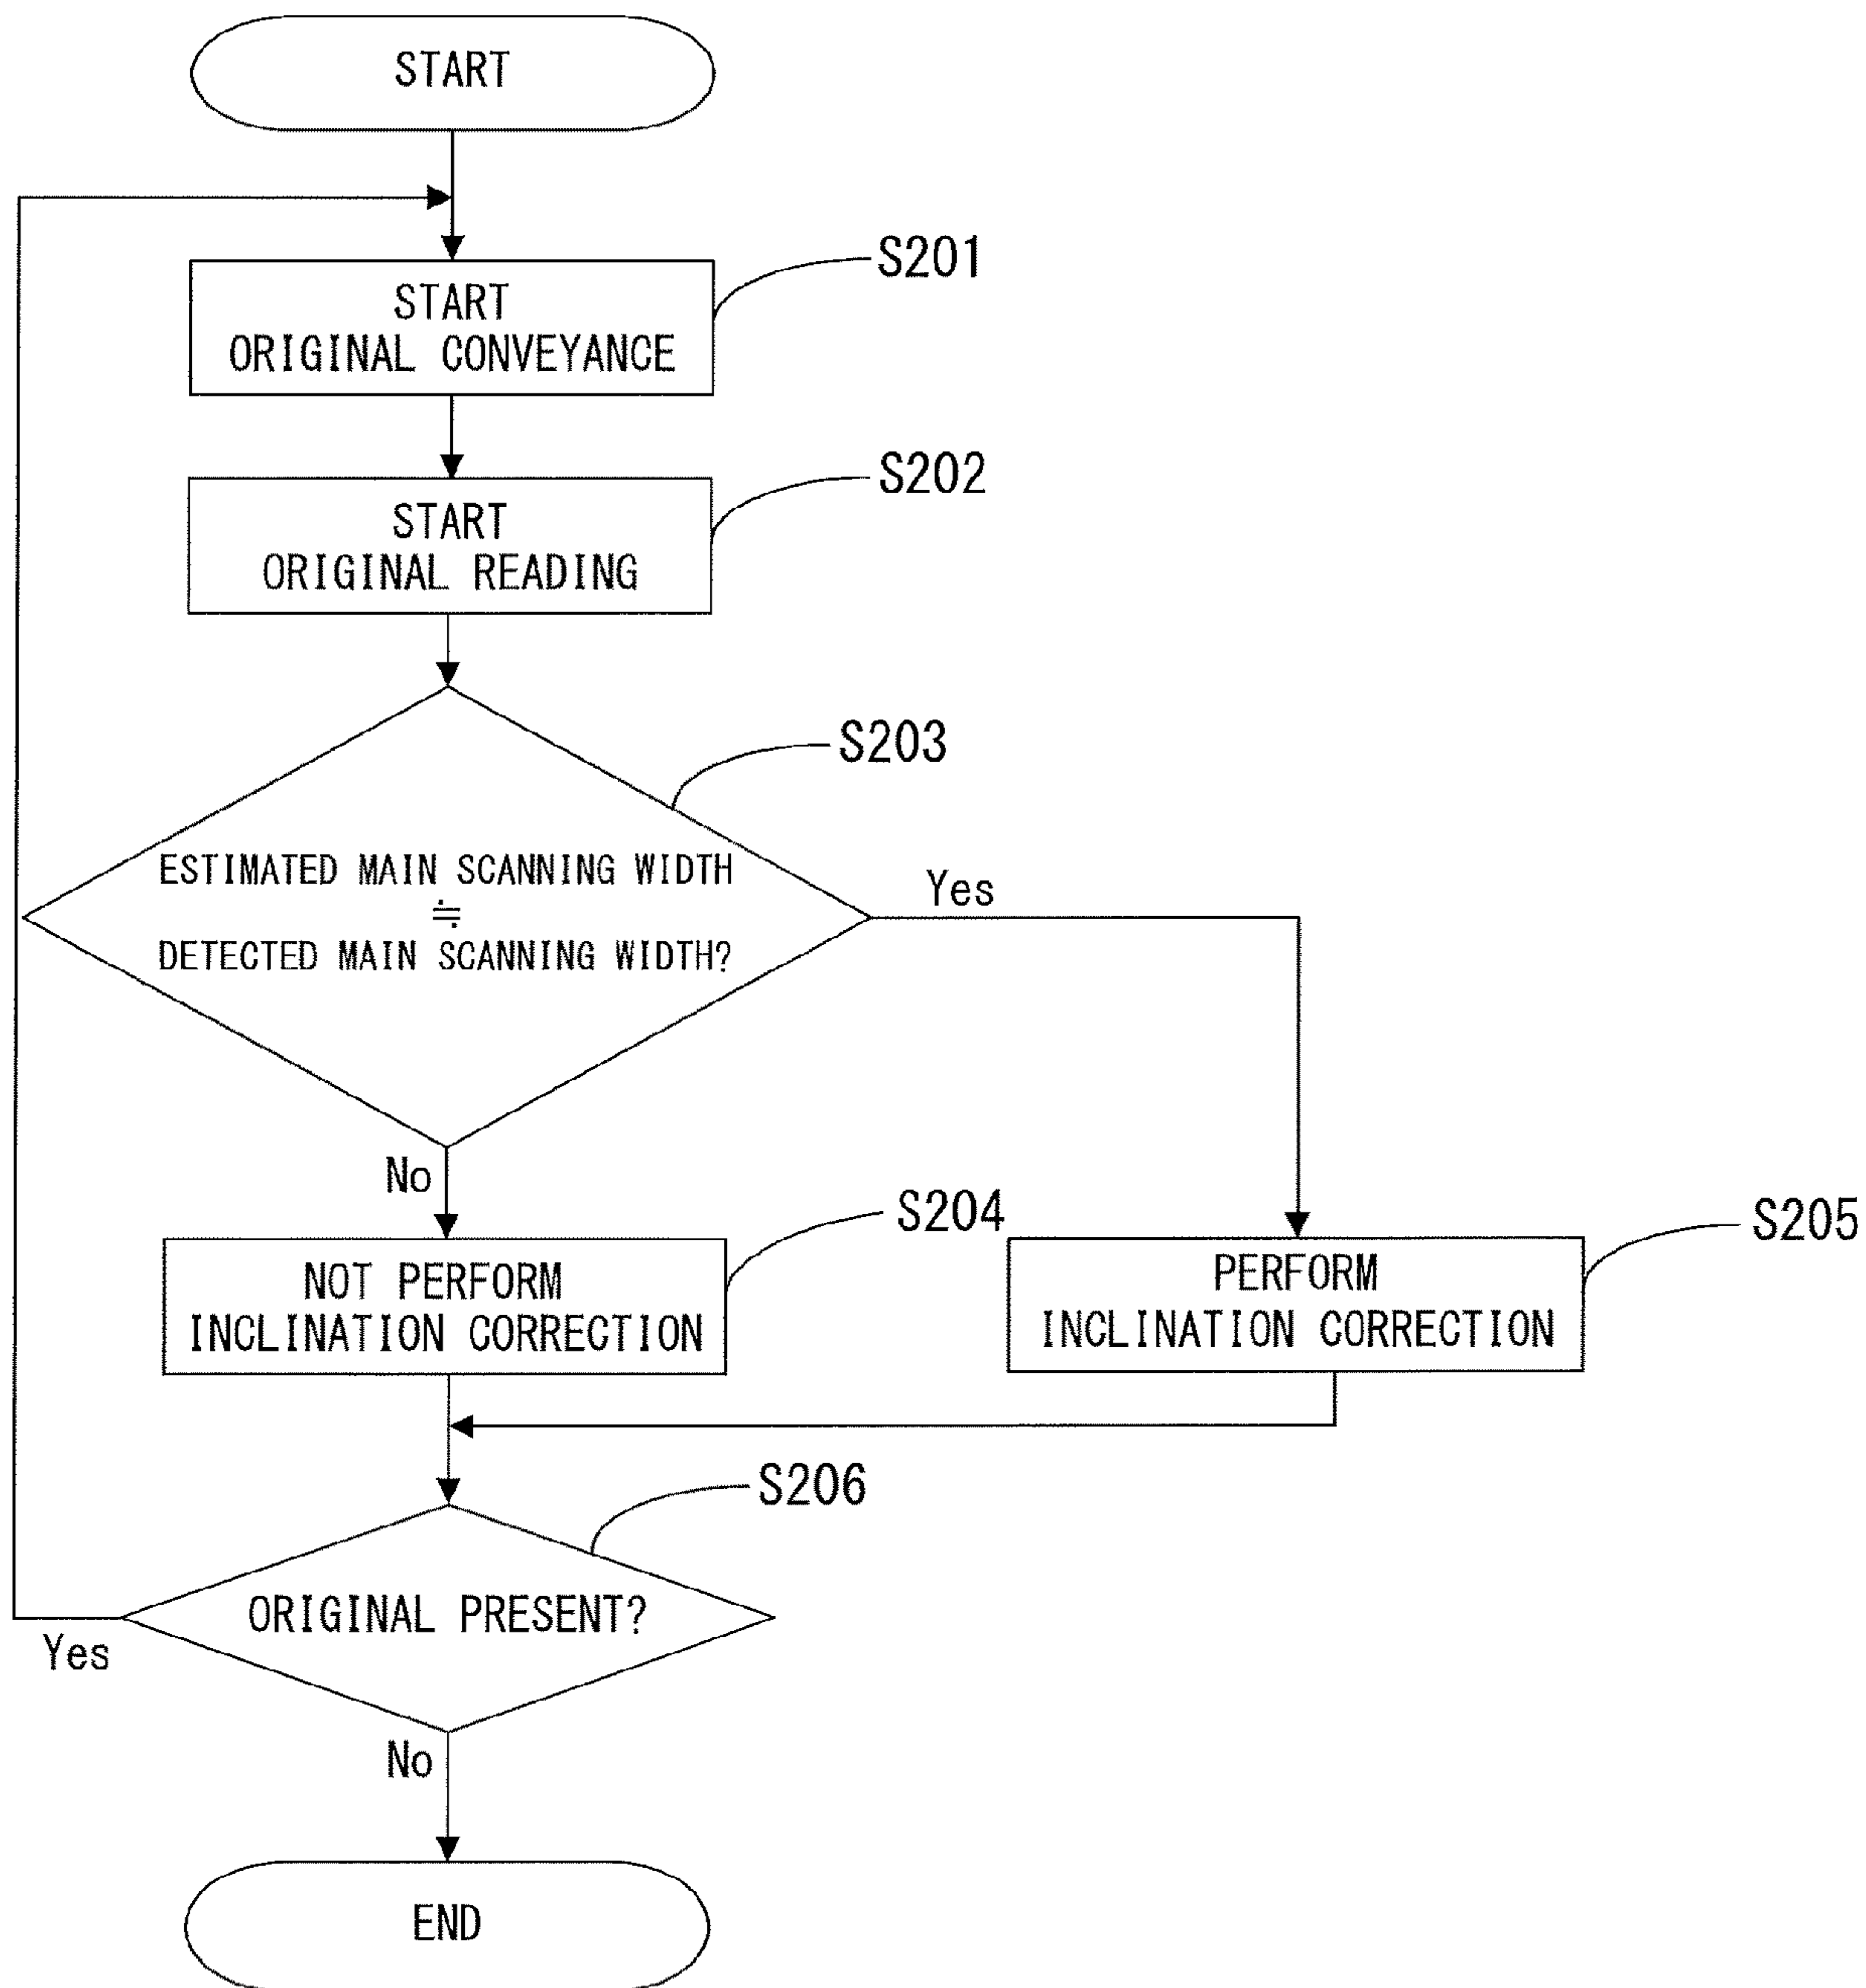 START
S201
START
ORIGINAL CONVEYANCE
S202
START
ORIGINAL READING
S203
ESTIMATED MAIN SCANNING WIDTH
≒
DETECTED MAIN SCANNING WIDTH?
Yes
No
S204
NOT PERFORM
INCLINATION CORRECTION
S205
PERFORM
INCLINATION CORRECTION
S206
ORIGINAL PRESENT?
Yes
No
END